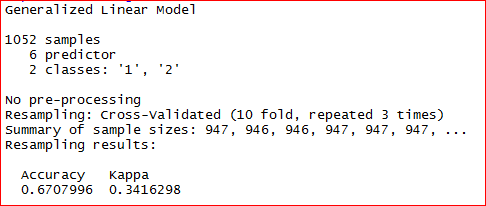 Generalized Linear Model
1052 samples
6 predictor
2 classes: '1', '2'
No pre-processing
Resampling: Cross-Validated (10 fold, repeated 3 times)
Summary of sample sizes: 947, 946, 946, 947, 947, 947, ...
Resampling results:
Accuracy Kappa
0.6707996 0.3416298